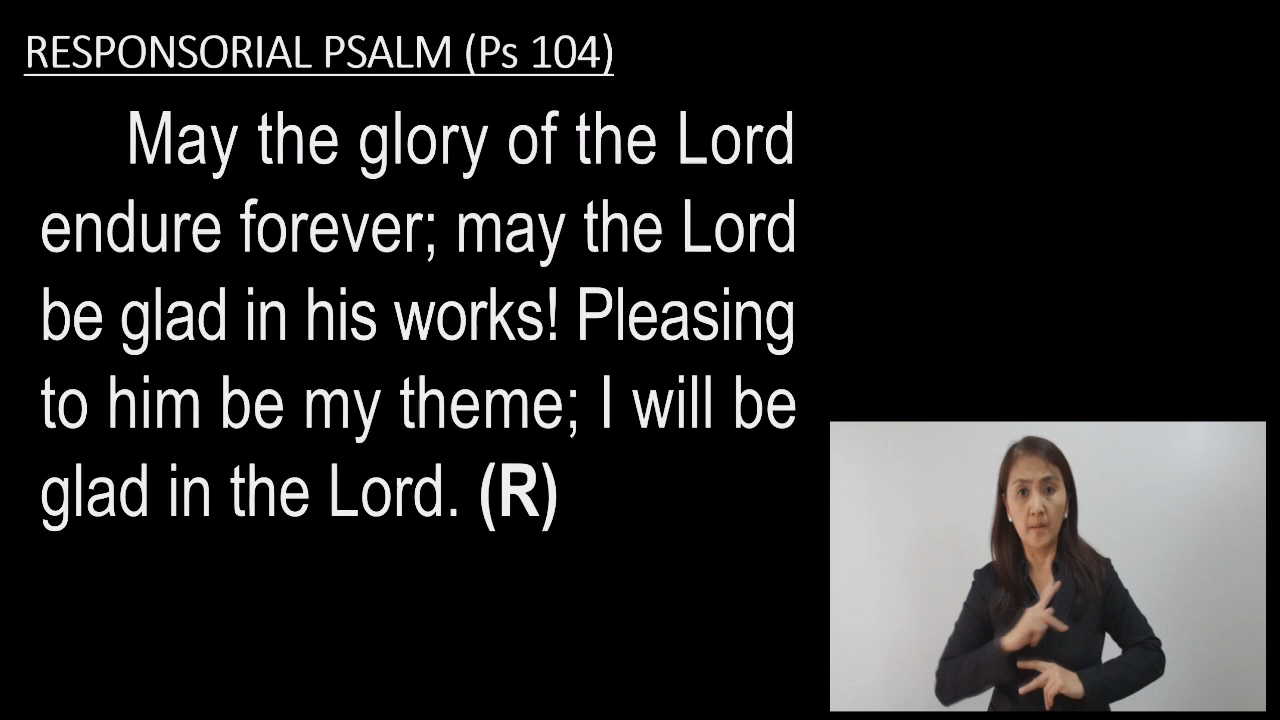 RESPONSORIAL PSALM (Ps 104)
May the glory of the Lord
endure forever; may the Lord
be glad in his works! Pleasing
to him be my theme; I will be
glad in the Lord. (R)